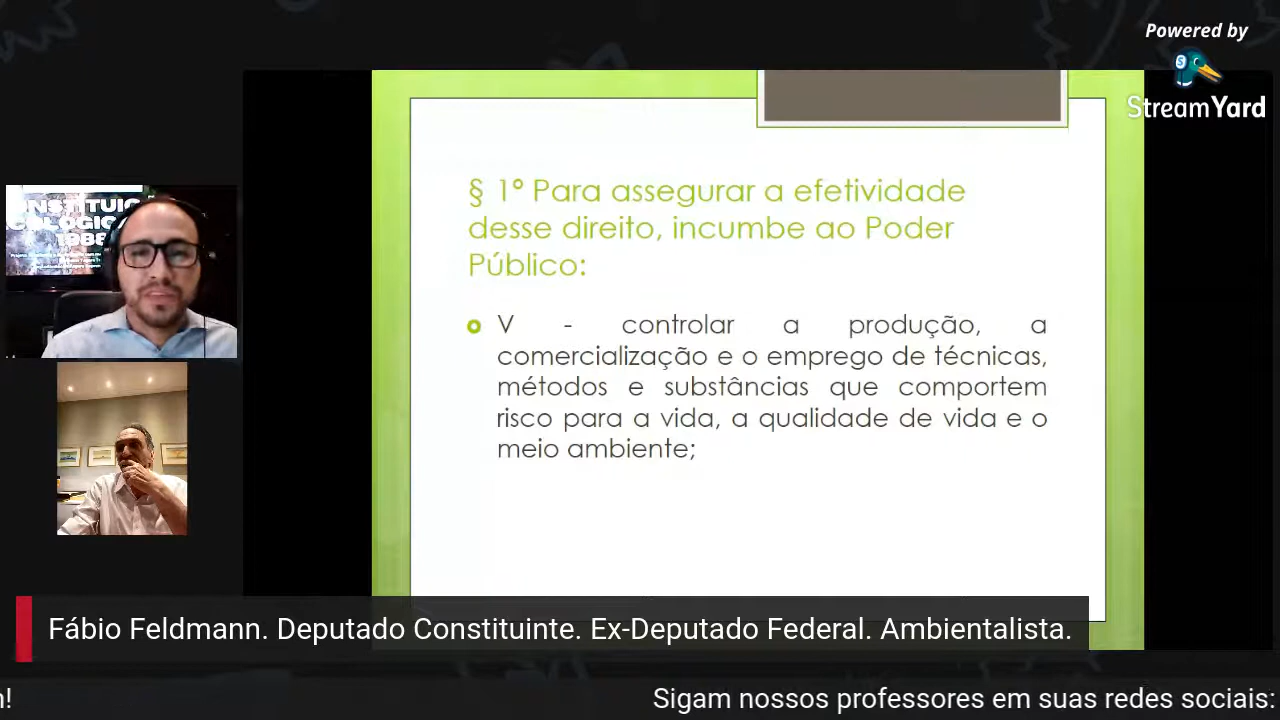 Powered by
StreamYard
§ 1º Para assegurar a efetividade
desse direito, incumbe ao Poder
Público:
V - controlar a produção, a
comercialização e o emprego de técnicas,
métodos e substâncias que comportem
risco para a vida, a qualidade de vida e o
meio ambiente;
Fábio Feldmann. Deputado Constituinte. Ex-Deputado Federal. Ambientalista.
! Sigam nossos professores em suas redes sociais: